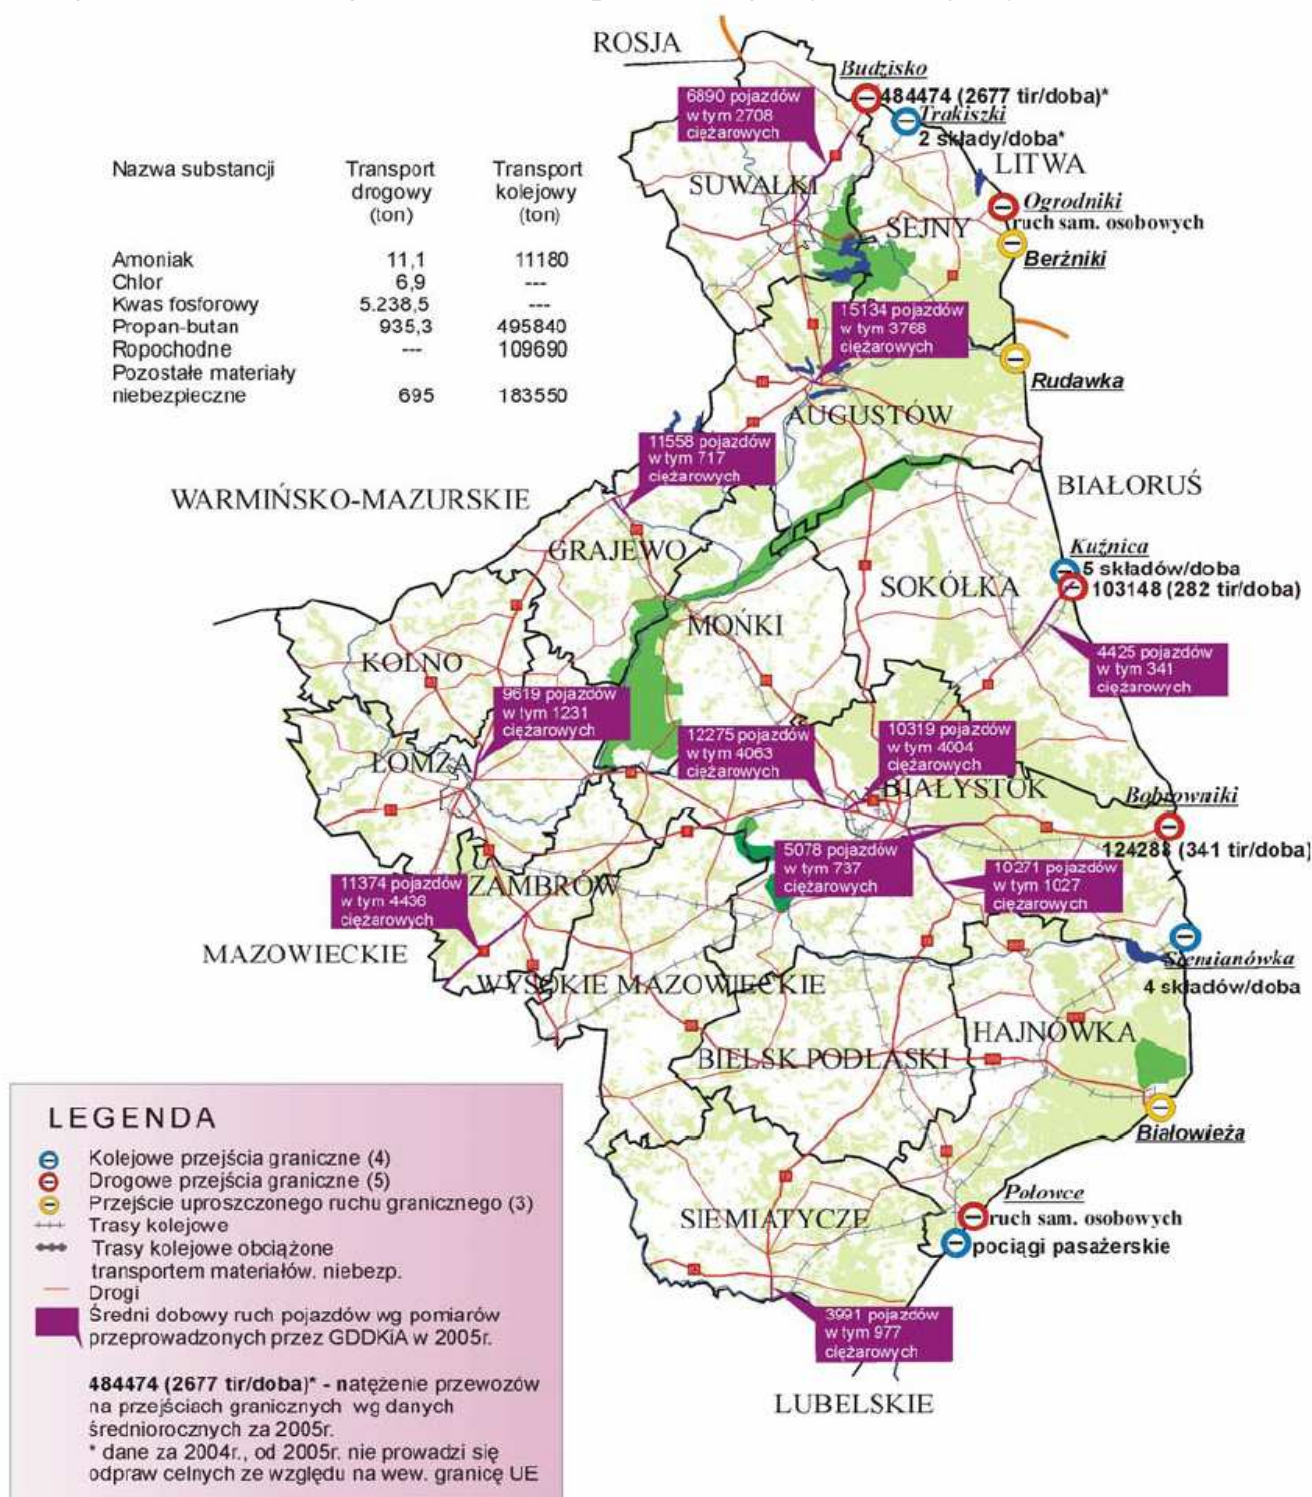 ROSJA
Budzisko
484474 (2677 tir/doba)*
Trakiszki
2 składy/doba*
6890 pojazdów
w tym 2708
ciężarowych
LITWA
SUWAŁKI
Ogrodniki
ruch sam. osobowych
SEJNY
Berżniki
Nazwa substancji Transport drogowy (ton) Transport kolejowy (ton)
Amoniak 11,1 11180
Chlor 6,9 ---
Kwas fosforowy 5.238,5 ---
Propan-butan 935,3 495840
Ropochodne --- 109690
Pozostałe materiały
niebezpieczne 695 183550
15134 pojazdów
w tym 3768
ciężarowych
Rudawka
AUGUSTÓW
11558 pojazdów
w tym 717
ciężarowych
WARMIŃSKO-MAZURSKIE
BIAŁORUŚ
GRAJEWO
Kuźnica
5 składów/doba
103148 (282 tir/doba)
SOKÓŁKA
MOŃKI
KOLNO
4425 pojazdów
w tym 341
ciężarowych
9619 pojazdów
w tym 1231
ciężarowych
12275 pojazdów
w tym 4063
ciężarowych
10319 pojazdów
w tym 4004
ciężarowych
ŁOMŻA
BIAŁYSTOK
Bobrowniki
124288 (341 tir/doba)
5078 pojazdów
w tym 737
ciężarowych
10271 pojazdów
w tym 1027
ciężarowych
11374 pojazdów
w tym 4436
ciężarowych
ZAMBRÓW
MAZOWIECKIE
Siemianówka
4 składów/doba
WYSOKIE MAZOWIECKIE
HAJNÓWKA
BIELSK PODLASKI
Białowieża
Połowce
ruch sam. osobowych
pociągi pasażerskie
SIEMIATYCZE
3991 pojazdów
w tym 977
ciężarowych
LUBELSKIE
LEGENDA
Kolejowe przejścia graniczne (4)
Drogowe przejścia graniczne (5)
Przejście uproszczonego ruchu granicznego (3)
Trasy kolejowe
Trasy kolejowe obciążone
transportem materiałów. niebezp.
Drogi
Średni dobowy ruch pojazdów wg pomiarów
przeprowadzonych przez GDDKiA w 2005r.
484474 (2677 tir/doba)* - natężenie przewozów
na przejściach granicznych wg danych
średniorocznych za 2005r.
* dane za 2004r., od 2005r. nie prowadzi się
odpraw celnych ze względu na wew. granicę UE